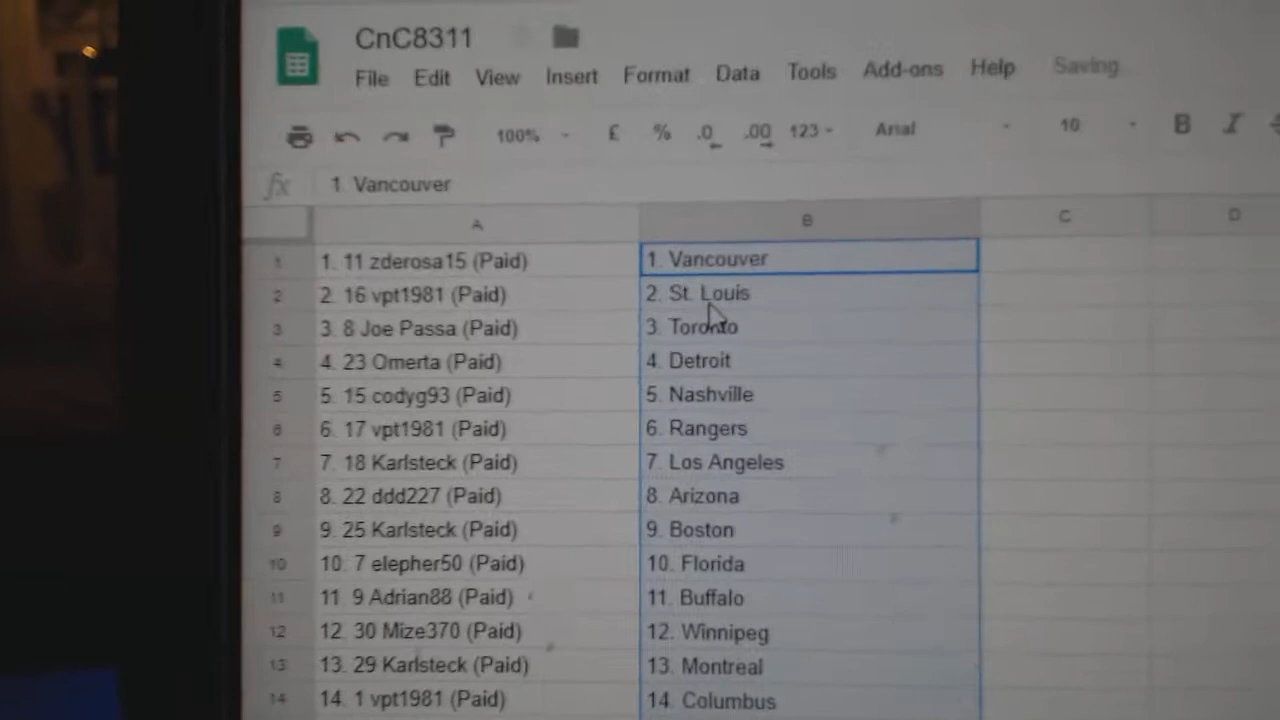 CnC8311
File Edit View Insert Format Data Tools Add-ons Help Saving...
100% £ % .0 .00 123 Arial 10 B I S
fx 1. Vancouver
A B C D
1 1. 11 zderosa15 (Paid) 1. Vancouver
2 2. 16 vpt1981 (Paid) 2. St. Louis
3 3. 8 Joe Passa (Paid) 3. Toronto
4 4. 23 Omerta (Paid) 4. Detroit
5 5. 15 codyg93 (Paid) 5. Nashville
6 6. 17 vpt1981 (Paid) 6. Rangers
7 7. 18 Karlsteck (Paid) 7. Los Angeles
8 8. 22 ddd227 (Paid) 8. Arizona
9 9. 25 Karlsteck (Paid) 9. Boston
10 10. 7 elepher50 (Paid) 10. Florida
11 11. 9 Adrian88 (Paid) 11. Buffalo
12 12. 30 Mize370 (Paid) 12. Winnipeg
13 13. 29 Karlsteck (Paid) 13. Montreal
14 14. 1 vpt1981 (Paid) 14. Columbus